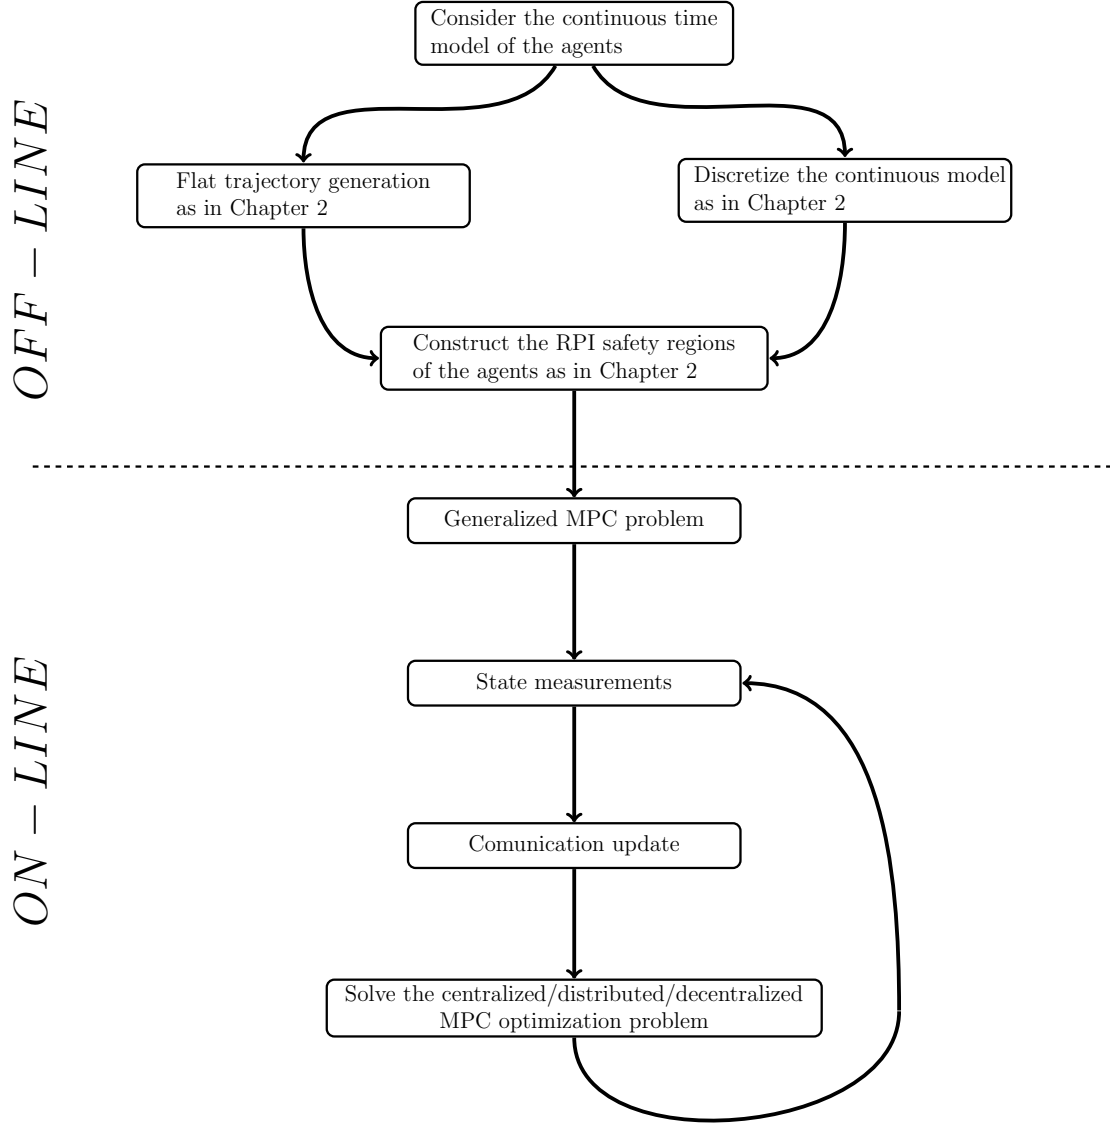 Consider the continuous time
model of the agents
OFF – LINE
Flat trajectory generation
as in Chapter 2
Discretize the continuous model
as in Chapter 2
Construct the RPI safety regions
of the agents as in Chapter 2
Generalized MPC problem
ON – LINE
State measurements
Comunication update
Solve the centralized/distributed/decentralized
MPC optimization problem